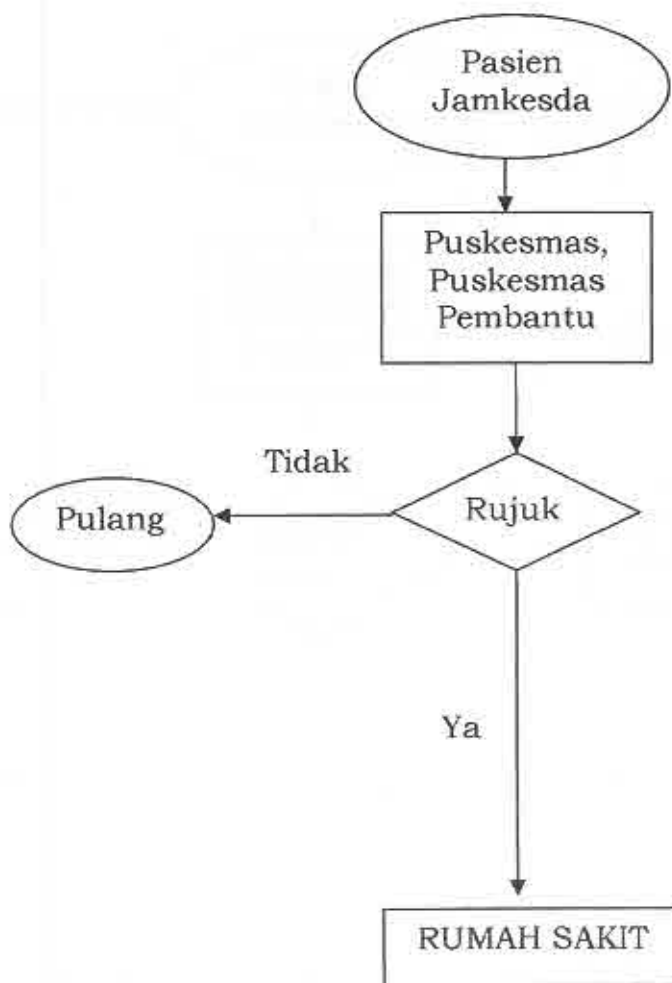 Pasien
Jamkesda
Puskesmas,
Puskesmas
Pembantu
Tidak
Pulang
Rujuk
Ya
RUMAH SAKIT